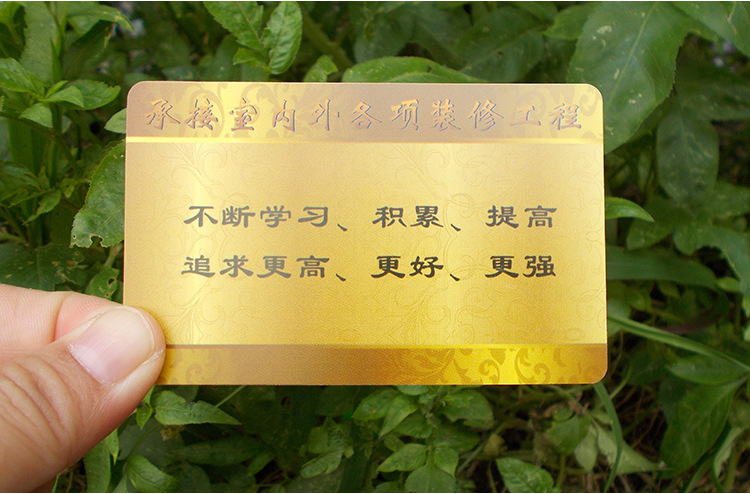 承接室内外各项装修工程
不断学习、积累、提高
追求更高、更好、更强